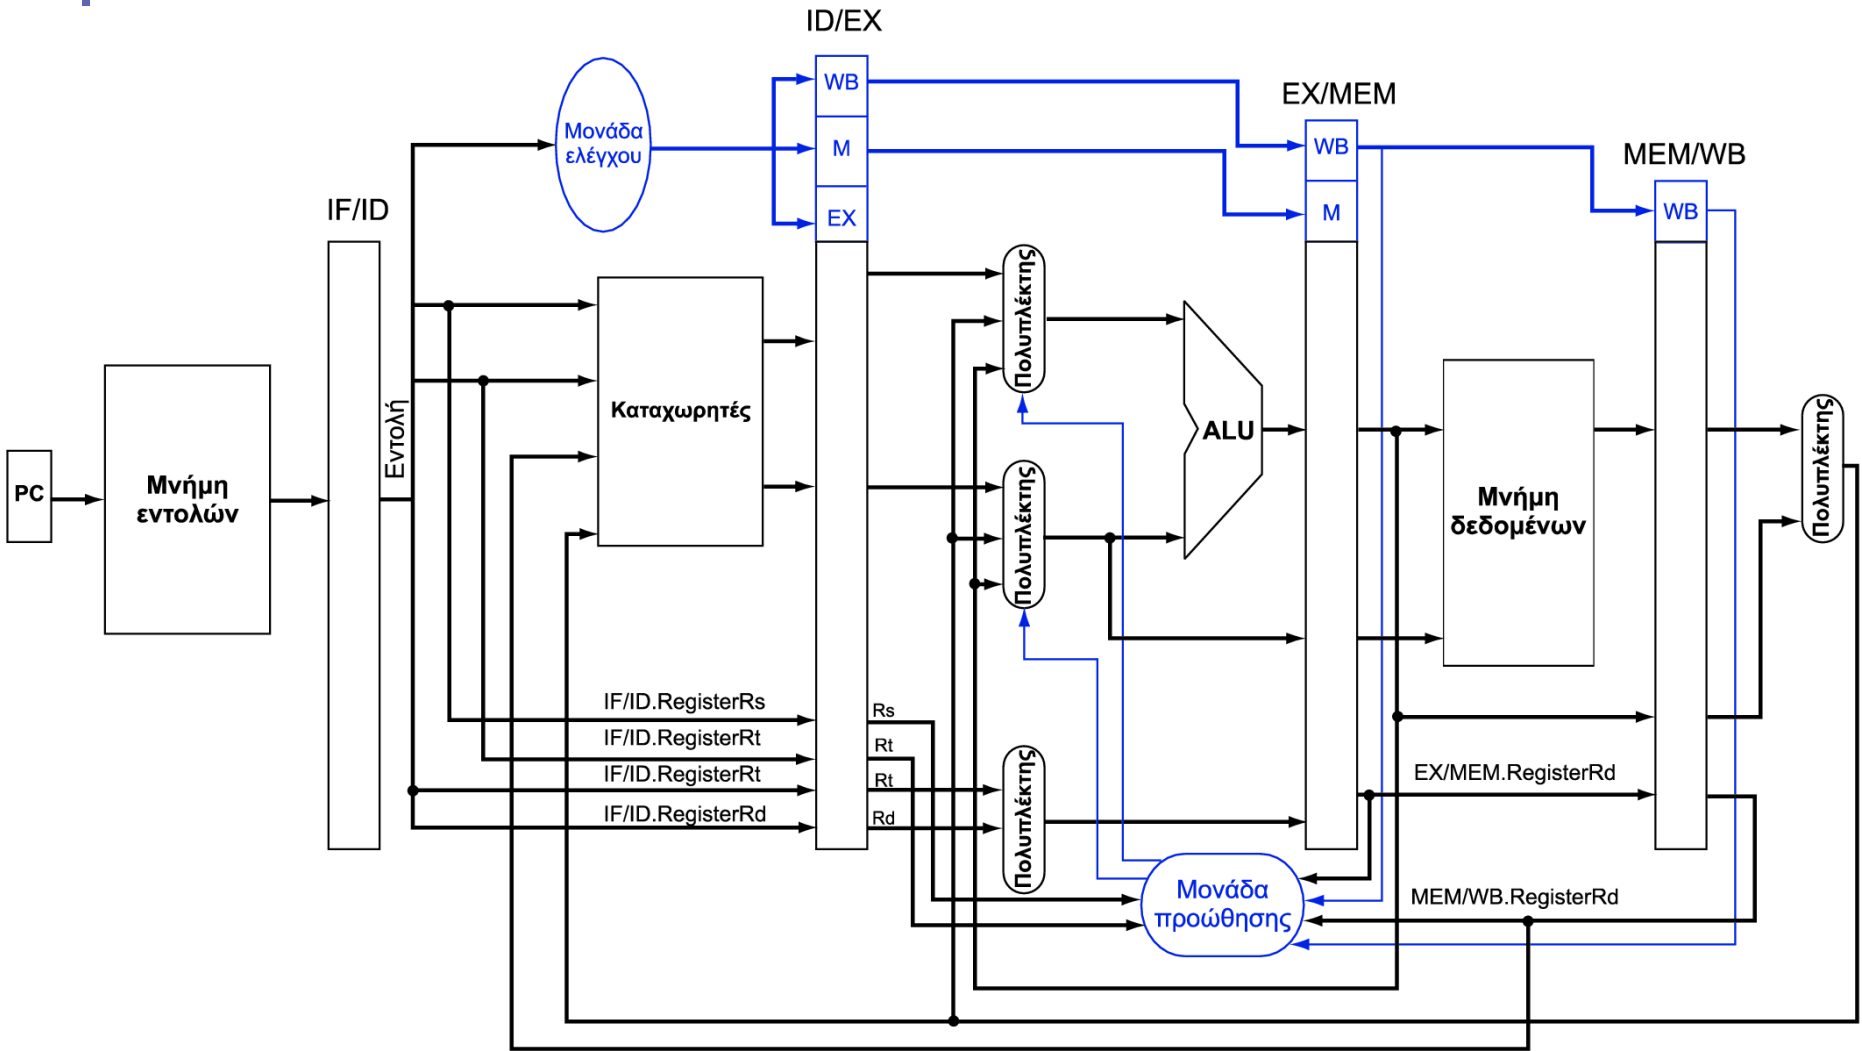 ID/EX
WB
Μονάδα
ελέγχου
M
EX
EX/MEM
WB
M
MEM/WB
WB
IF/ID
Εντολή
PC
Μνήμη
εντολών
Καταχωρητές
Πολυπλέκτης
Πολυπλέκτης
ALU
Μνήμη
δεδομένων
Πολυπλέκτης
IF/ID.RegisterRs
Rs
IF/ID.RegisterRt
Rt
IF/ID.RegisterRt
Rt
IF/ID.RegisterRd
Rd
Πολυπλέκτης
EX/MEM.RegisterRd
Μονάδα
προώθησης
MEM/WB.RegisterRd